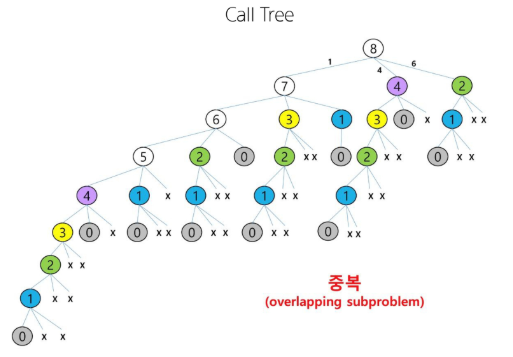 Call Tree
8
1 4 6
7 4 2
6 3 1 3 0 x 1 x x
5 2 0 2 x x 0 2 x x 0 x x
4 1 x 1 x x 1 x x 1 x x
3 0 x 0 x x 0 x x 0 x x 0 x x
2 x x
1 x x
0 x x
중복
(overlapping subproblem)